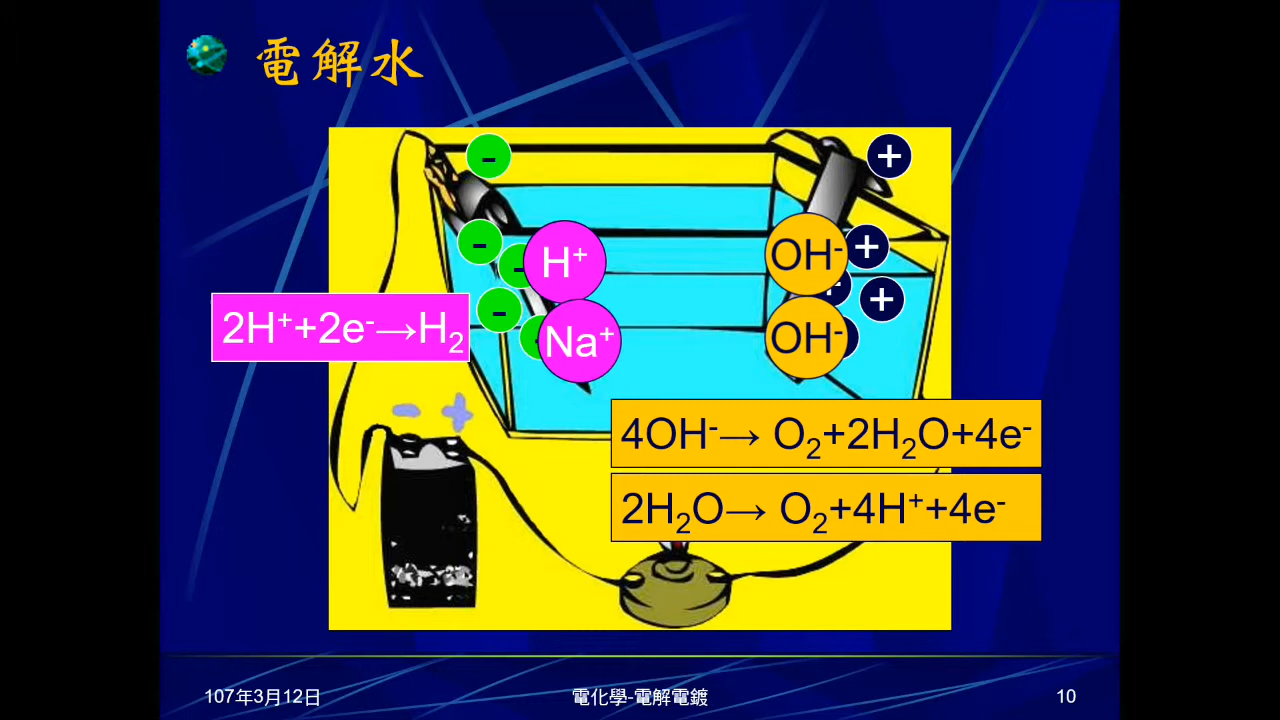 電解水
-
+
-
+
-
H⁺
OH⁻
+
+
-
Na⁺
OH⁻
2H⁺+2e⁻→H₂
- +
4OH⁻→ O₂+2H₂O+4e⁻
2H₂O→ O₂+4H⁺+4e⁻
107年3月12日
電化學-電解電鍍
10